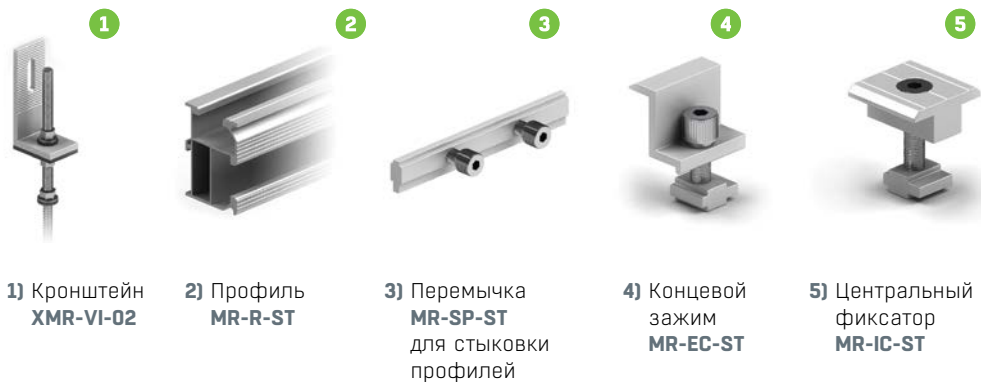 1
2
3
4
5
1) Кронштейн
XMR-VI-02
2) Профиль
MR-R-ST
3) Перемычка
MR-SP-ST
для стыковки
профилей
4) Концевой
зажим
MR-EC-ST
5) Центральный
фиксатор
MR-IC-ST